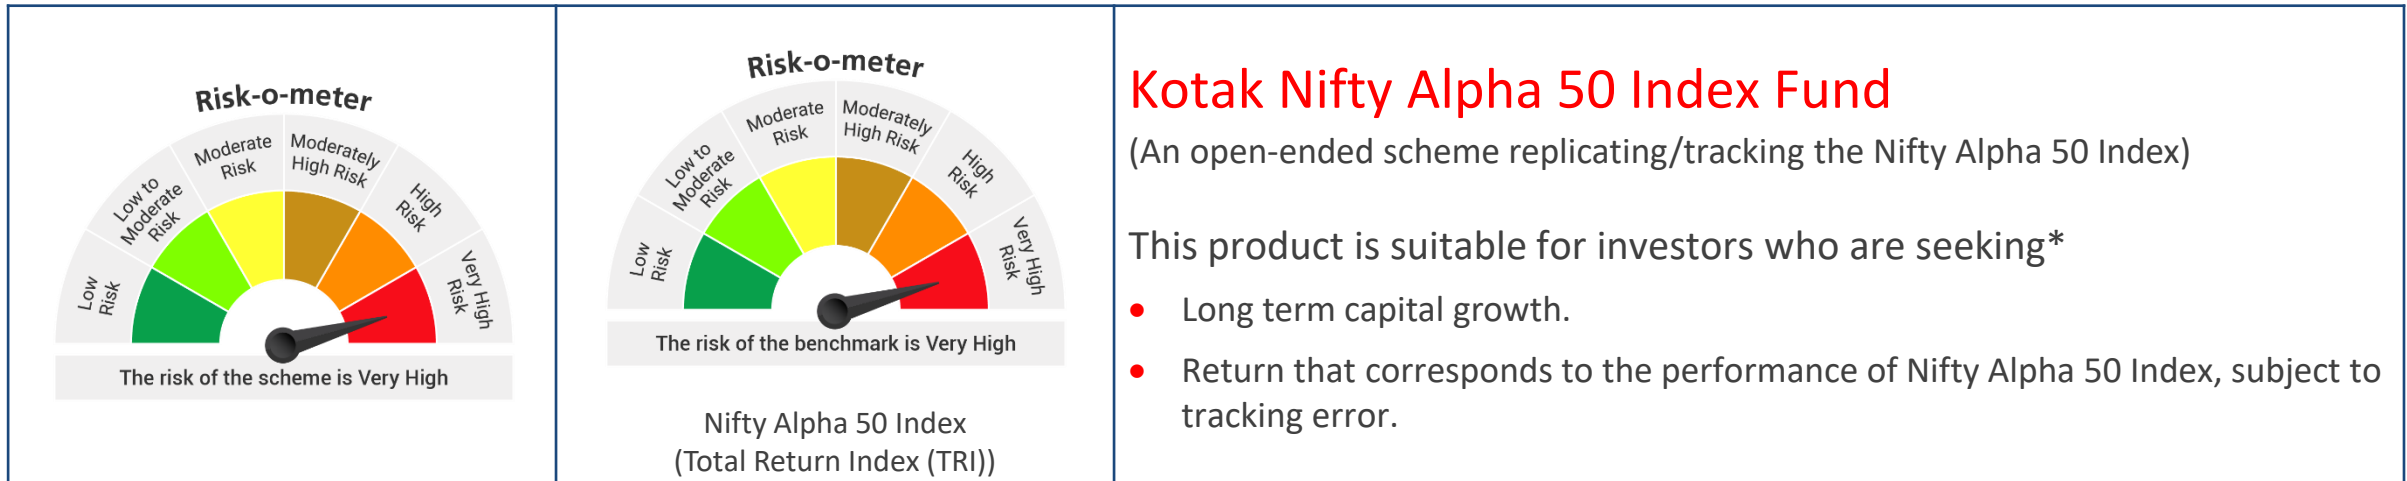 Risk-o-meter
Low
Risk
Low to
Moderate
Risk
Moderate
Risk
Moderately
High Risk
High
Risk
Very High
Risk
The risk of the scheme is Very High
Risk-o-meter
Low
Risk
Low to
Moderate
Risk
Moderate
Risk
Moderately
High Risk
High
Risk
Very High
Risk
The risk of the benchmark is Very High
Nifty Alpha 50 Index
(Total Return Index (TRI))
Kotak Nifty Alpha 50 Index Fund
(An open-ended scheme replicating/tracking the Nifty Alpha 50 Index)
This product is suitable for investors who are seeking*
• Long term capital growth.
• Return that corresponds to the performance of Nifty Alpha 50 Index, subject to
tracking error.